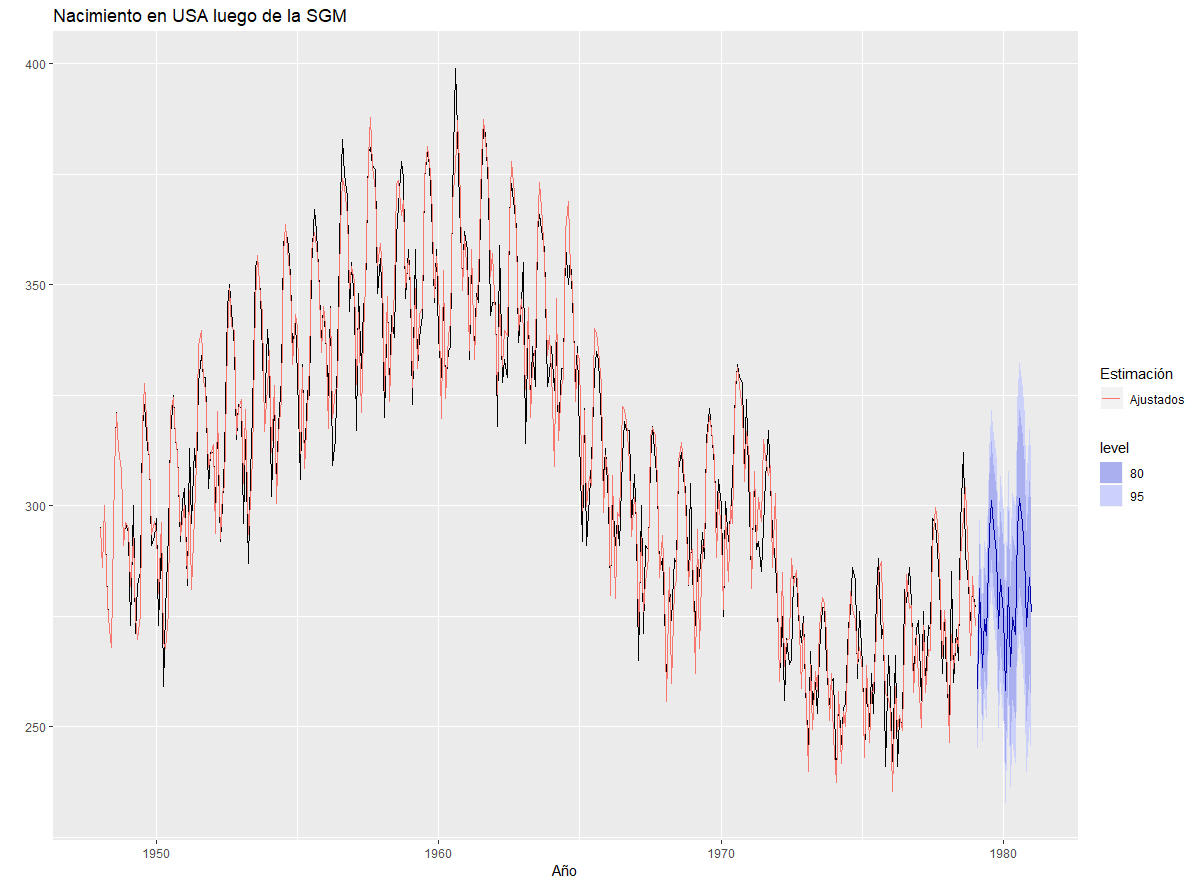 Nacimiento en USA luego de la SGM
400
350
300
250
1950
1960
1970
1980
Año
Estimación
Ajustados
level
80
95